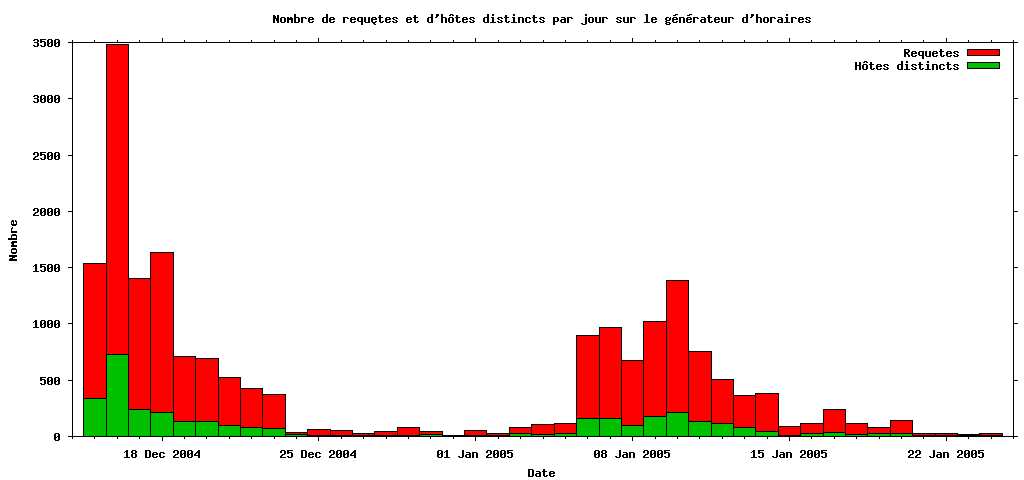 Nombre de requętes et d'hôtes distincts par jour sur le générateur d'horaires
Requetes
Hôtes distincts
3500
3000
2500
2000
1500
1000
500
0
Nombre
18 Dec 2004 25 Dec 2004 01 Jan 2005 08 Jan 2005 15 Jan 2005 22 Jan 2005
Date